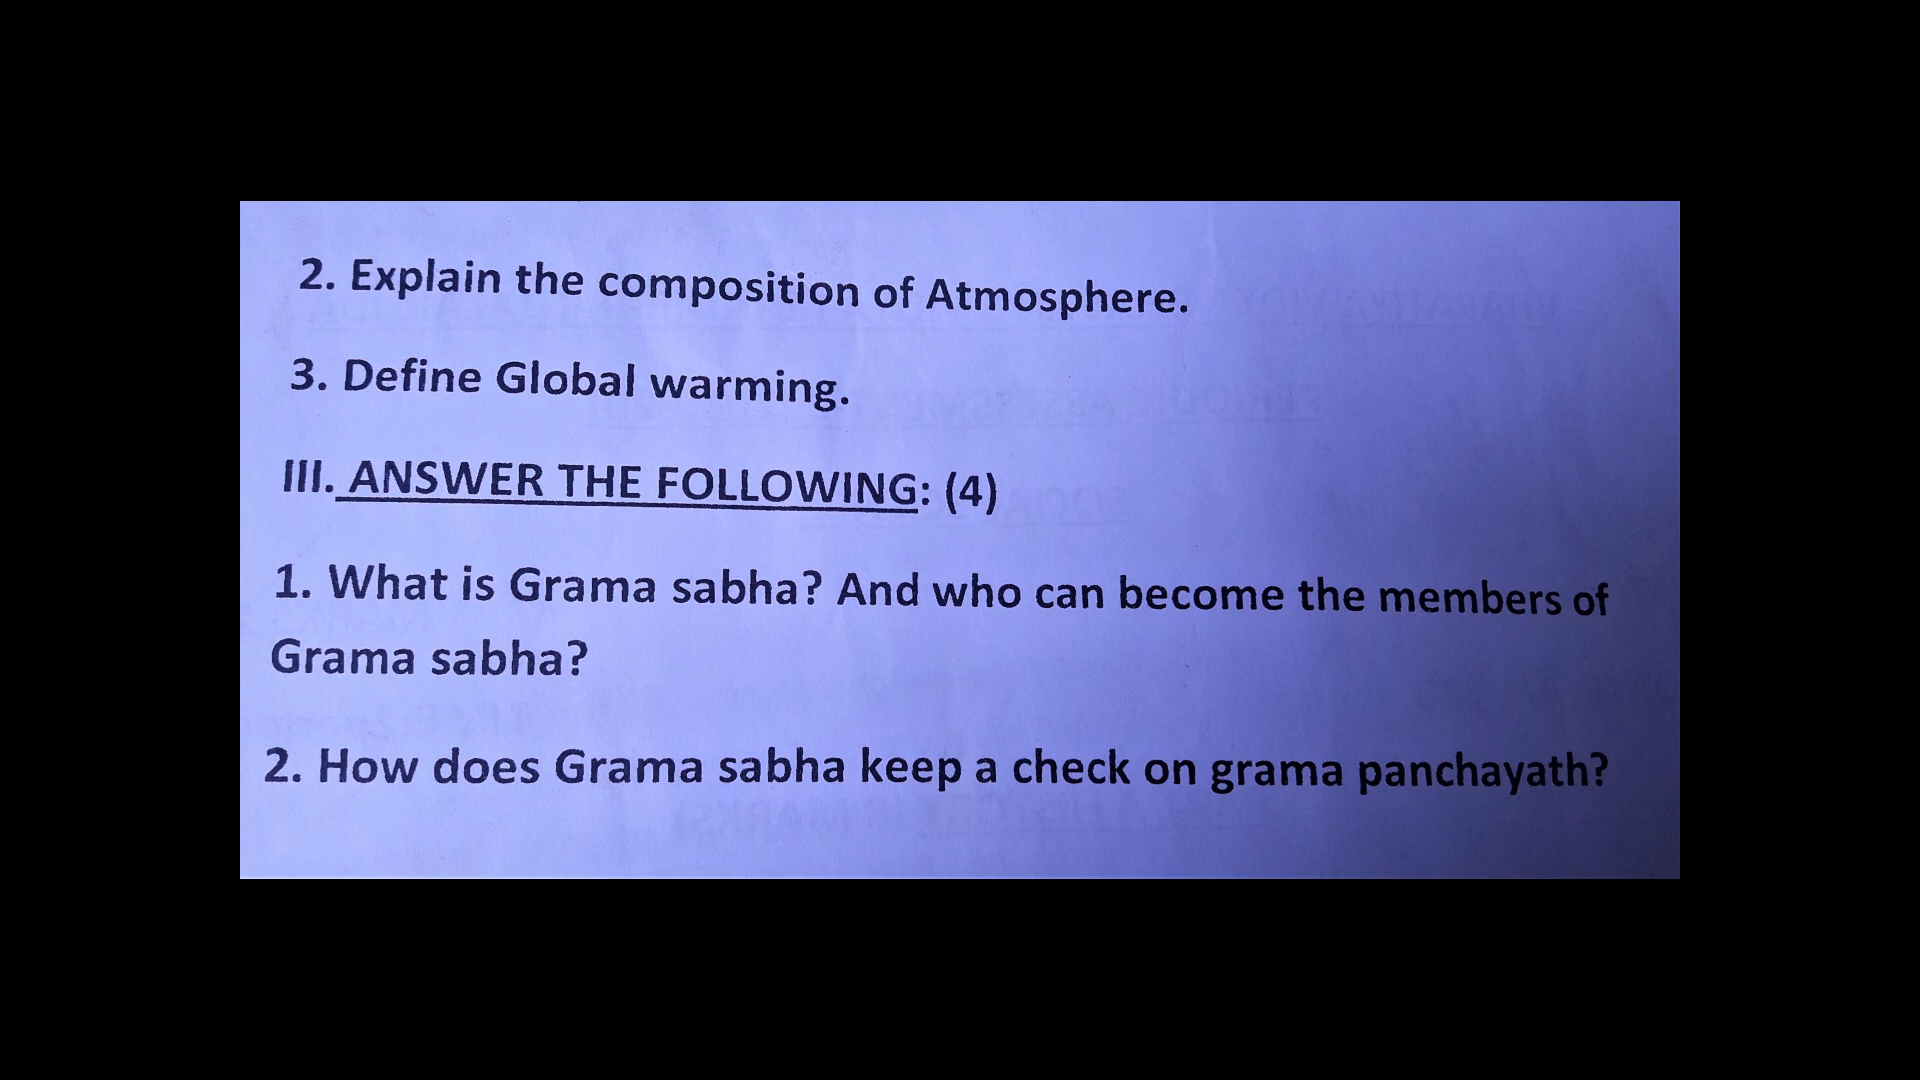 2. Explain the composition of Atmosphere.
3. Define Global warming.
III. ANSWER THE FOLLOWING: (4)
1. What is Grama sabha? And who can become the members of
Grama sabha?
2. How does Grama sabha keep a check on grama panchayath?